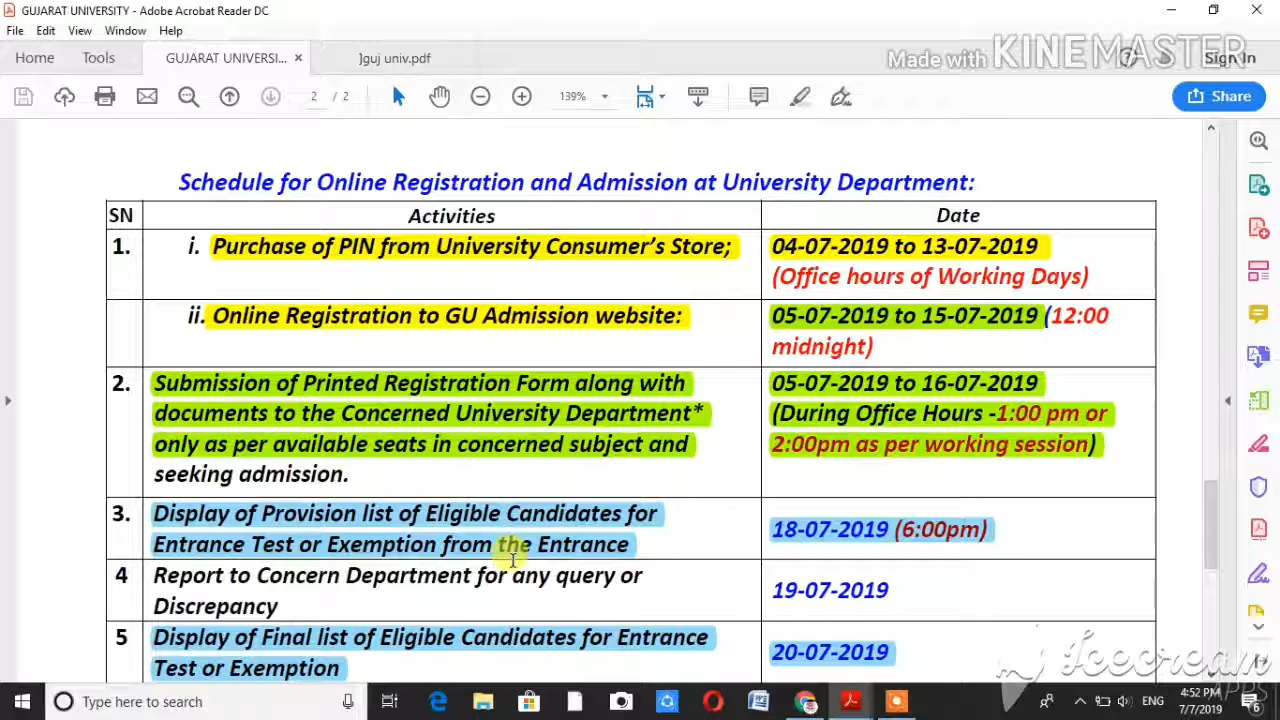 GUJARAT UNIVERSITY - Adobe Acrobat Reader DC
File Edit View Window Help
Home Tools GUJARAT UNIVERSI... × ]guj univ.pdf Sign In
Made with KINEMASTER
2 / 2 139% Share
Schedule for Online Registration and Admission at University Department:
SN Activities Date
1. i. Purchase of PIN from University Consumer's Store; 04-07-2019 to 13-07-2019
(Office hours of Working Days)
ii. Online Registration to GU Admission website: 05-07-2019 to 15-07-2019 (12:00
midnight)
2. Submission of Printed Registration Form along with 05-07-2019 to 16-07-2019
documents to the Concerned University Department* (During Office Hours -1:00 pm or
only as per available seats in concerned subject and 2:00pm as per working session)
seeking admission.
3. Display of Provision list of Eligible Candidates for
Entrance Test or Exemption from the Entrance 18-07-2019 (6:00pm)
4 Report to Concern Department for any query or
Discrepancy 19-07-2019
5 Display of Final list of Eligible Candidates for Entrance
Test or Exemption 20-07-2019
Icecream
APPS
Type here to search ENG 4:52 PM
7/7/2019 6